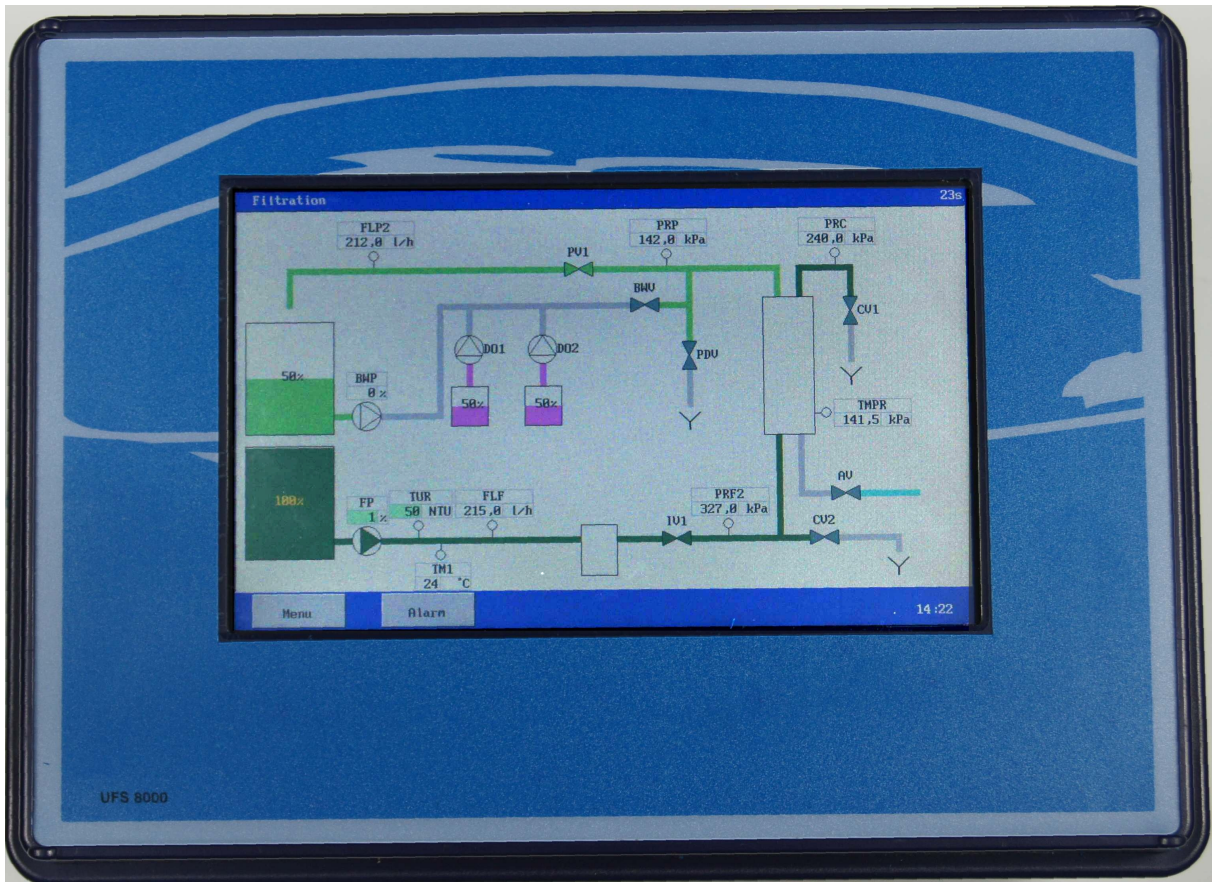 Filtration
23s
FLP2
212,0 l/h
PV1
PRP
142,0 kPa
PRC
240,0 kPa
BWV
CV1
DO1
DO2
PDV
50%
BWP
0 %
50%
50%
TMPR
141,5 kPa
100%
FP
1 %
TUR
50 NTU
FLF
215,0 l/h
IV1
PRF2
327,0 kPa
AV
CV2
TM1
24 °C
Menu
Alarm
14:22
UFS 8000